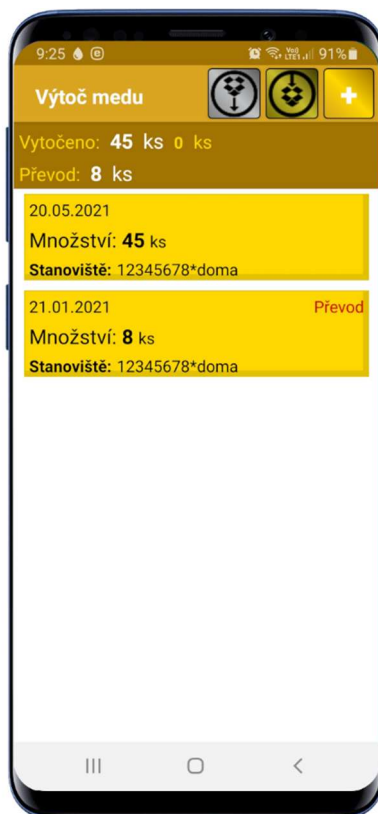 9:25 91%
Výtoč medu
Vytočeno: 45 ks 0 ks
Převod: 8 ks
20.05.2021
Množství: 45 ks
Stanoviště: 12345678*doma
21.01.2021 Převod
Množství: 8 ks
Stanoviště: 12345678*doma